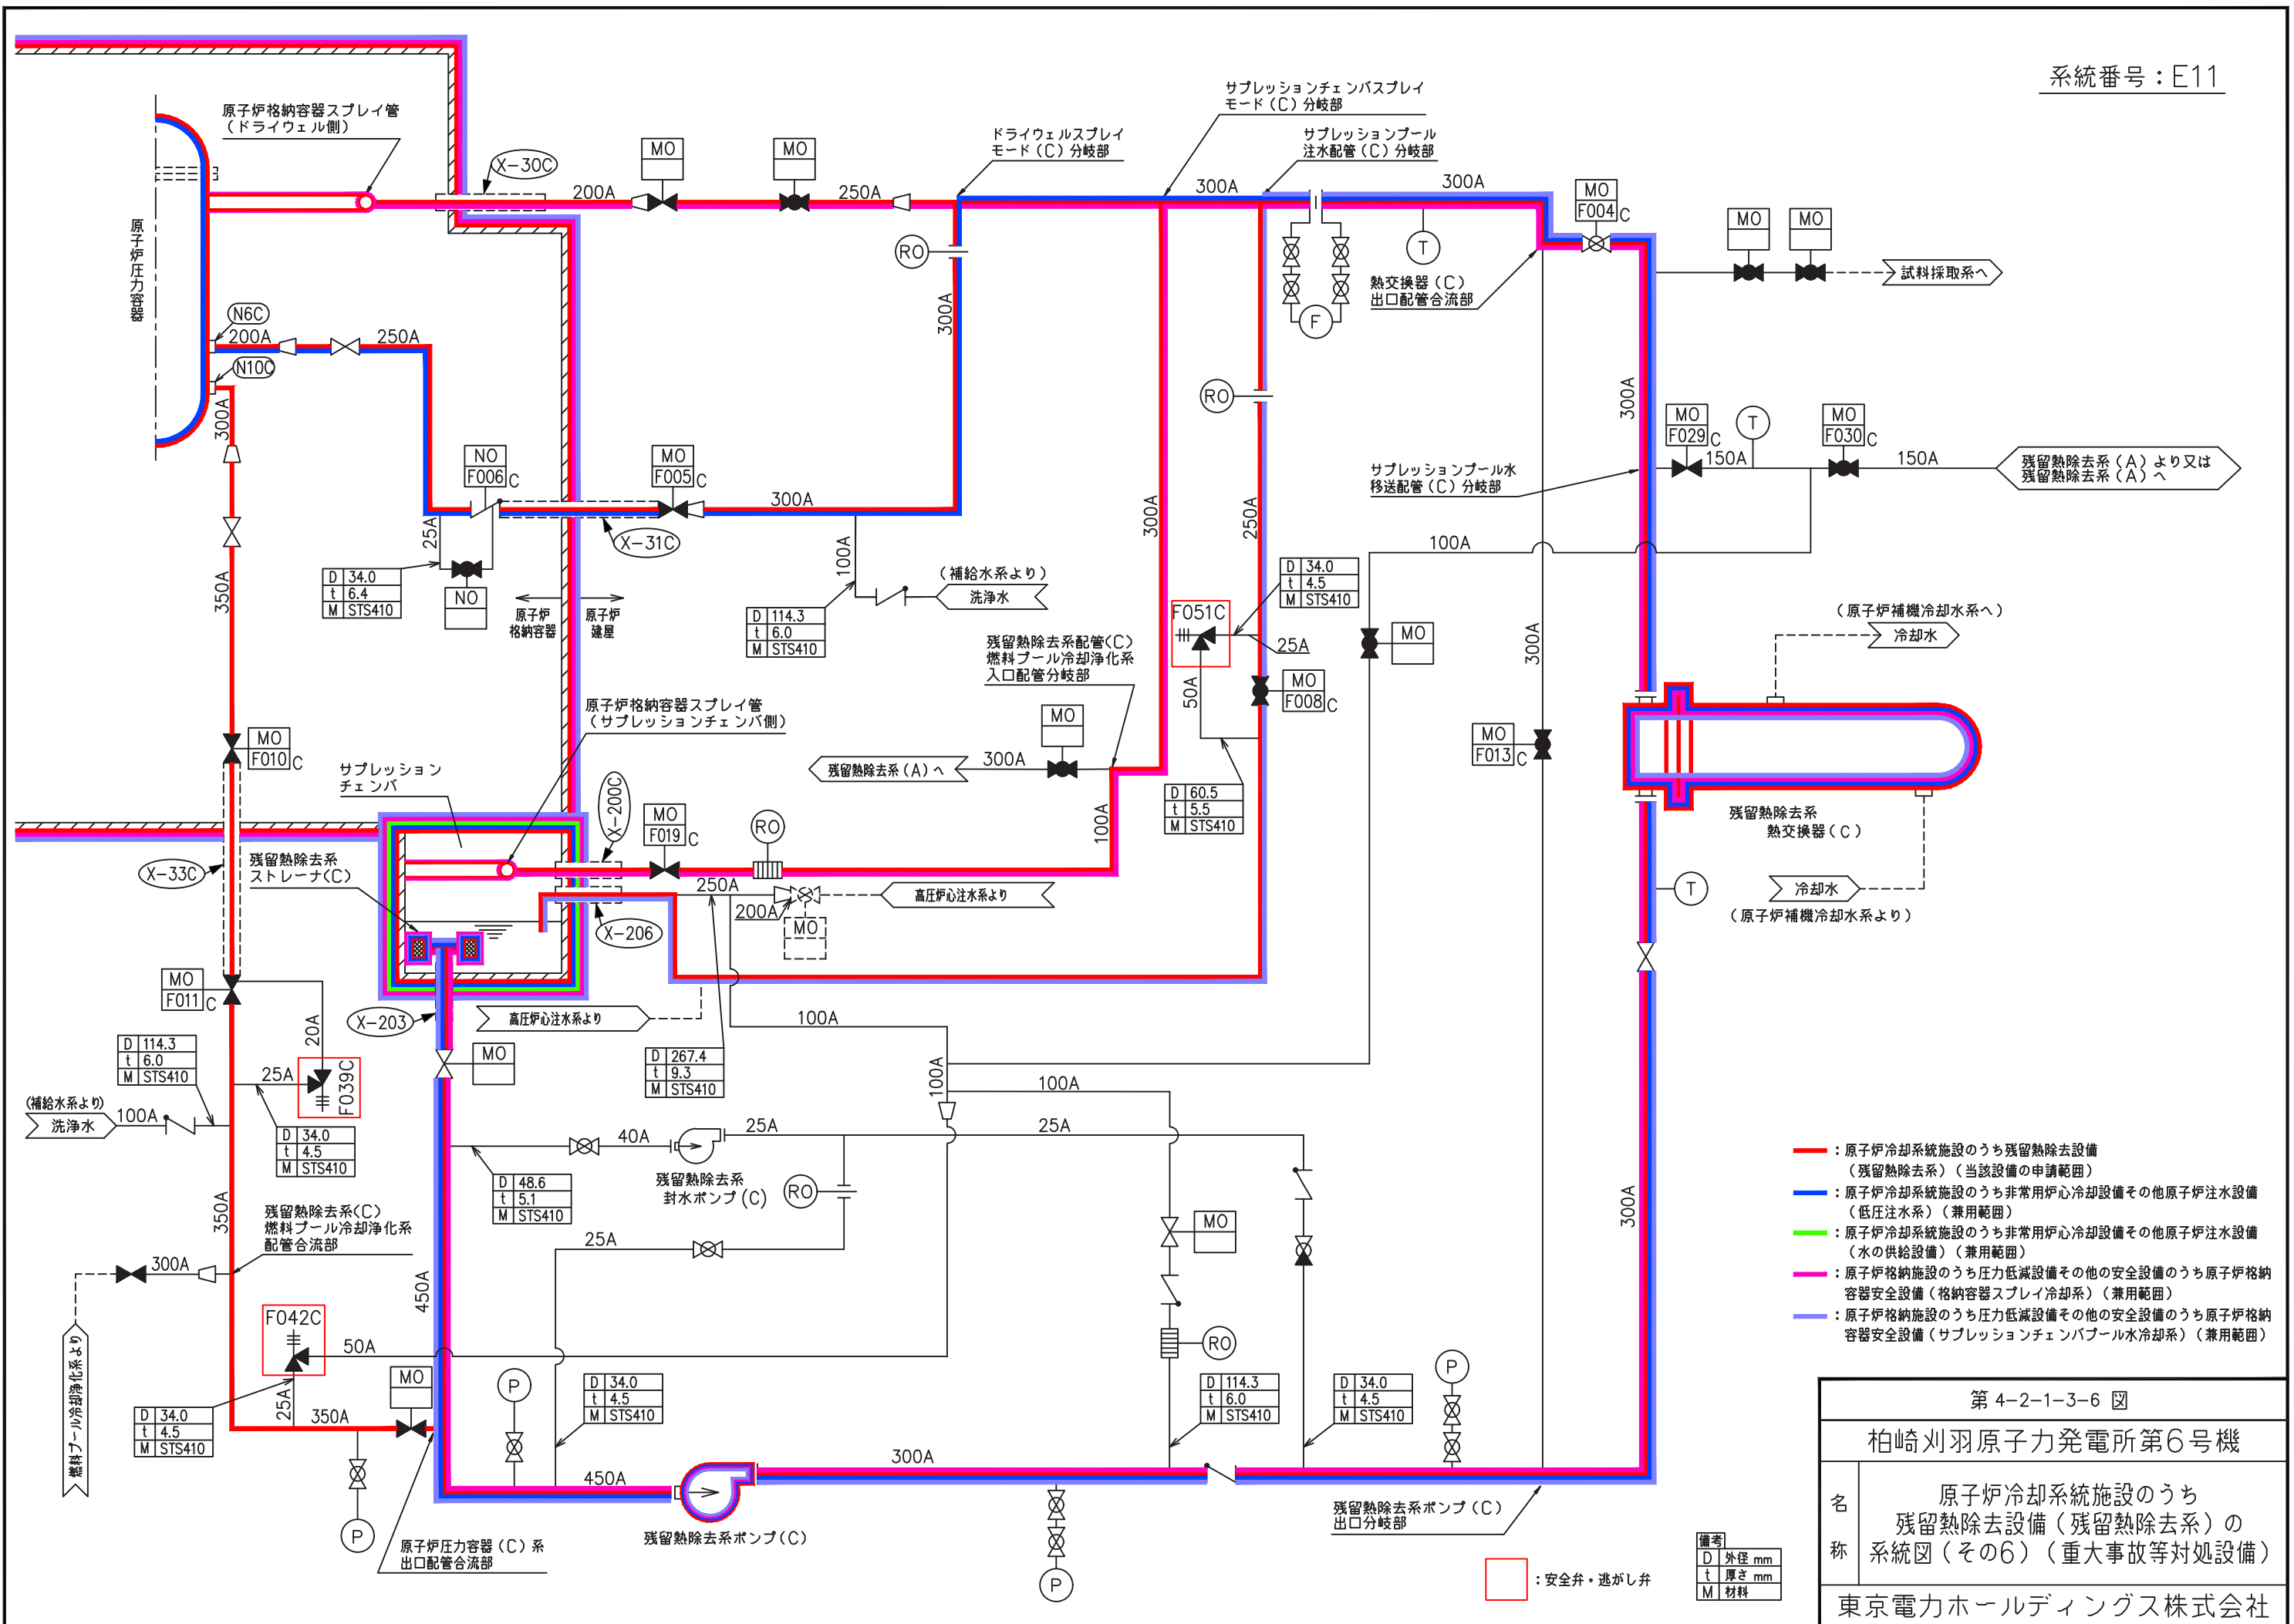 系統番号：E11
原子炉格納容器スプレイ管
（ドライウェル側）
X-30C
MO
MO
200A
250A
ドライウェルスプレイ
モード（C）分岐部
サプレッションチェンバスプレイ
モード（C）分岐部
サプレッションプール
注水配管（C）分岐部
300A
300A
MO
F004 C
MO
MO
試料採取系へ
原子炉圧力容器
RO
300A
T
F
熱交換器（C）
出口配管合流部
N6C
200A
250A
N10C
300A
RO
300A
MO
F029 C
T
MO
F030 C
150A
150A
残留熱除去系（A）より又は
残留熱除去系（A）へ
サプレッションプール水
移送配管（C）分岐部
NO
F006 C
MO
F005 C
300A
X-31C
25A
100A
300A
250A
100A
350A
D 34.0
t 6.4
M STS410
NO
原子炉
格納容器
原子炉
建屋
（補給水系より）
洗浄水
D 114.3
t 6.0
M STS410
D 34.0
t 4.5
M STS410
F051C
25A
50A
残留熱除去系配管(C)
燃料プール冷却浄化系
入口配管分岐部
MO
300A
（原子炉補機冷却水系へ）
冷却水
MO
F008 C
原子炉格納容器スプレイ管
（サプレッションチェンバ側）
MO
F010 C
MO
残留熱除去系（A）へ
300A
MO
F013 C
サプレッション
チェンバ
X-200C
MO
F019 C
RO
100A
D 60.5
t 5.5
M STS410
残留熱除去系
熱交換器（C）
X-33C
残留熱除去系
ストレーナ(C)
250A
200A
MO
高圧炉心注水系より
X-206
T
冷却水
（原子炉補機冷却水系より）
MO
F011 C
X-203
高圧炉心注水系より
100A
20A
MO
D 114.3
t 6.0
M STS410
25A
F039C
D 267.4
t 9.3
M STS410
100A
100A
(補給水系より)
洗浄水
100A
D 34.0
t 4.5
M STS410
40A
25A
25A
残留熱除去系
封水ポンプ(C)
D 48.6
t 5.1
M STS410
RO
350A
残留熱除去系(C)
燃料プール冷却浄化系
配管合流部
25A
MO
300A
300A
450A
燃料プール冷却浄化系より
F042C
50A
RO
25A
MO
P
P
350A
D 34.0
t 4.5
M STS410
D 34.0
t 4.5
M STS410
D 114.3
t 6.0
M STS410
D 34.0
t 4.5
M STS410
300A
450A
P
P
原子炉圧力容器（C）系
出口配管合流部
残留熱除去系ポンプ(C)
残留熱除去系ポンプ（C）
出口分岐部
：原子炉冷却系統施設のうち残留熱除去設備
（残留熱除去系）（当該設備の申請範囲）
：原子炉冷却系統施設のうち非常用炉心冷却設備その他原子炉注水設備
（低圧注水系）（兼用範囲）
：原子炉冷却系統施設のうち非常用炉心冷却設備その他原子炉注水設備
（水の供給設備）（兼用範囲）
：原子炉格納施設のうち圧力低減設備その他の安全設備のうち原子炉格納
容器安全設備（格納容器スプレイ冷却系）（兼用範囲）
：原子炉格納施設のうち圧力低減設備その他の安全設備のうち原子炉格納
容器安全設備（サプレッションチェンバプール水冷却系）（兼用範囲）
：安全弁・逃がし弁
備考
D 外径 mm
t 厚さ mm
M 材料
第 4-2-1-3-6 図
柏崎刈羽原子力発電所第6号機
名称
原子炉冷却系統施設のうち
残留熱除去設備（残留熱除去系）の
系統図（その6）（重大事故等対処設備）
東京電力ホールディングス株式会社